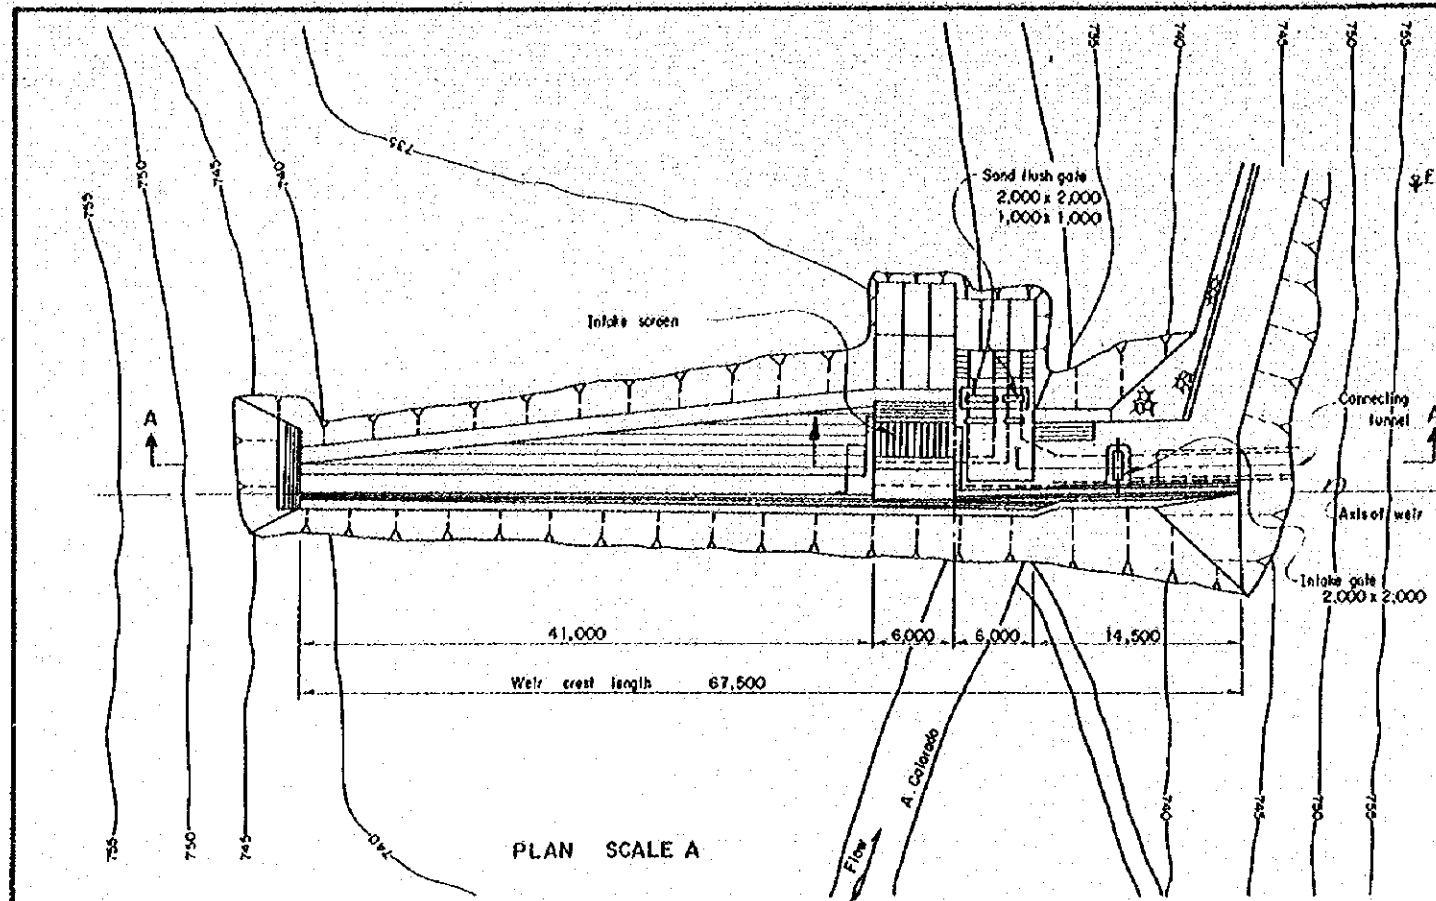 735
740
745
750
755
750
745
740
735
755
Sand flush gate
2,000 x 2,000
1,000 x 1,000
Intake screen
Connecting
tunnel
A
A
Axis of weir
Intake gate
2,000 x 2,000
41,000
6,000
6,000
14,500
Weir crest length 67,500
A. Colorado
Flow
PLAN SCALE A
755
750
745
740
740
745
750
755